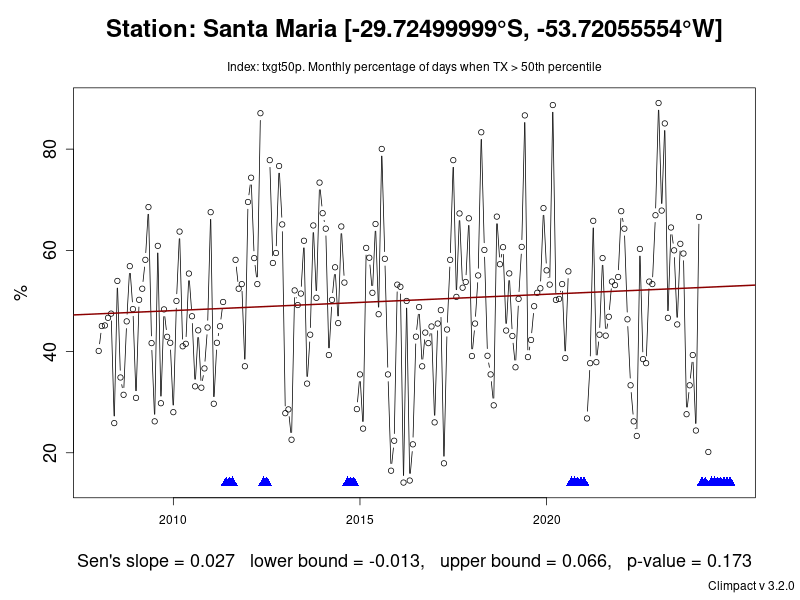 Station: Santa Maria [-29.72499999°S, -53.72055554°W]
Index: txgt50p. Monthly percentage of days when TX > 50th percentile
%
80
60
40
20
2010 2015 2020
Sen's slope = 0.027 lower bound = -0.013, upper bound = 0.066, p-value = 0.173
Climpact v 3.2.0